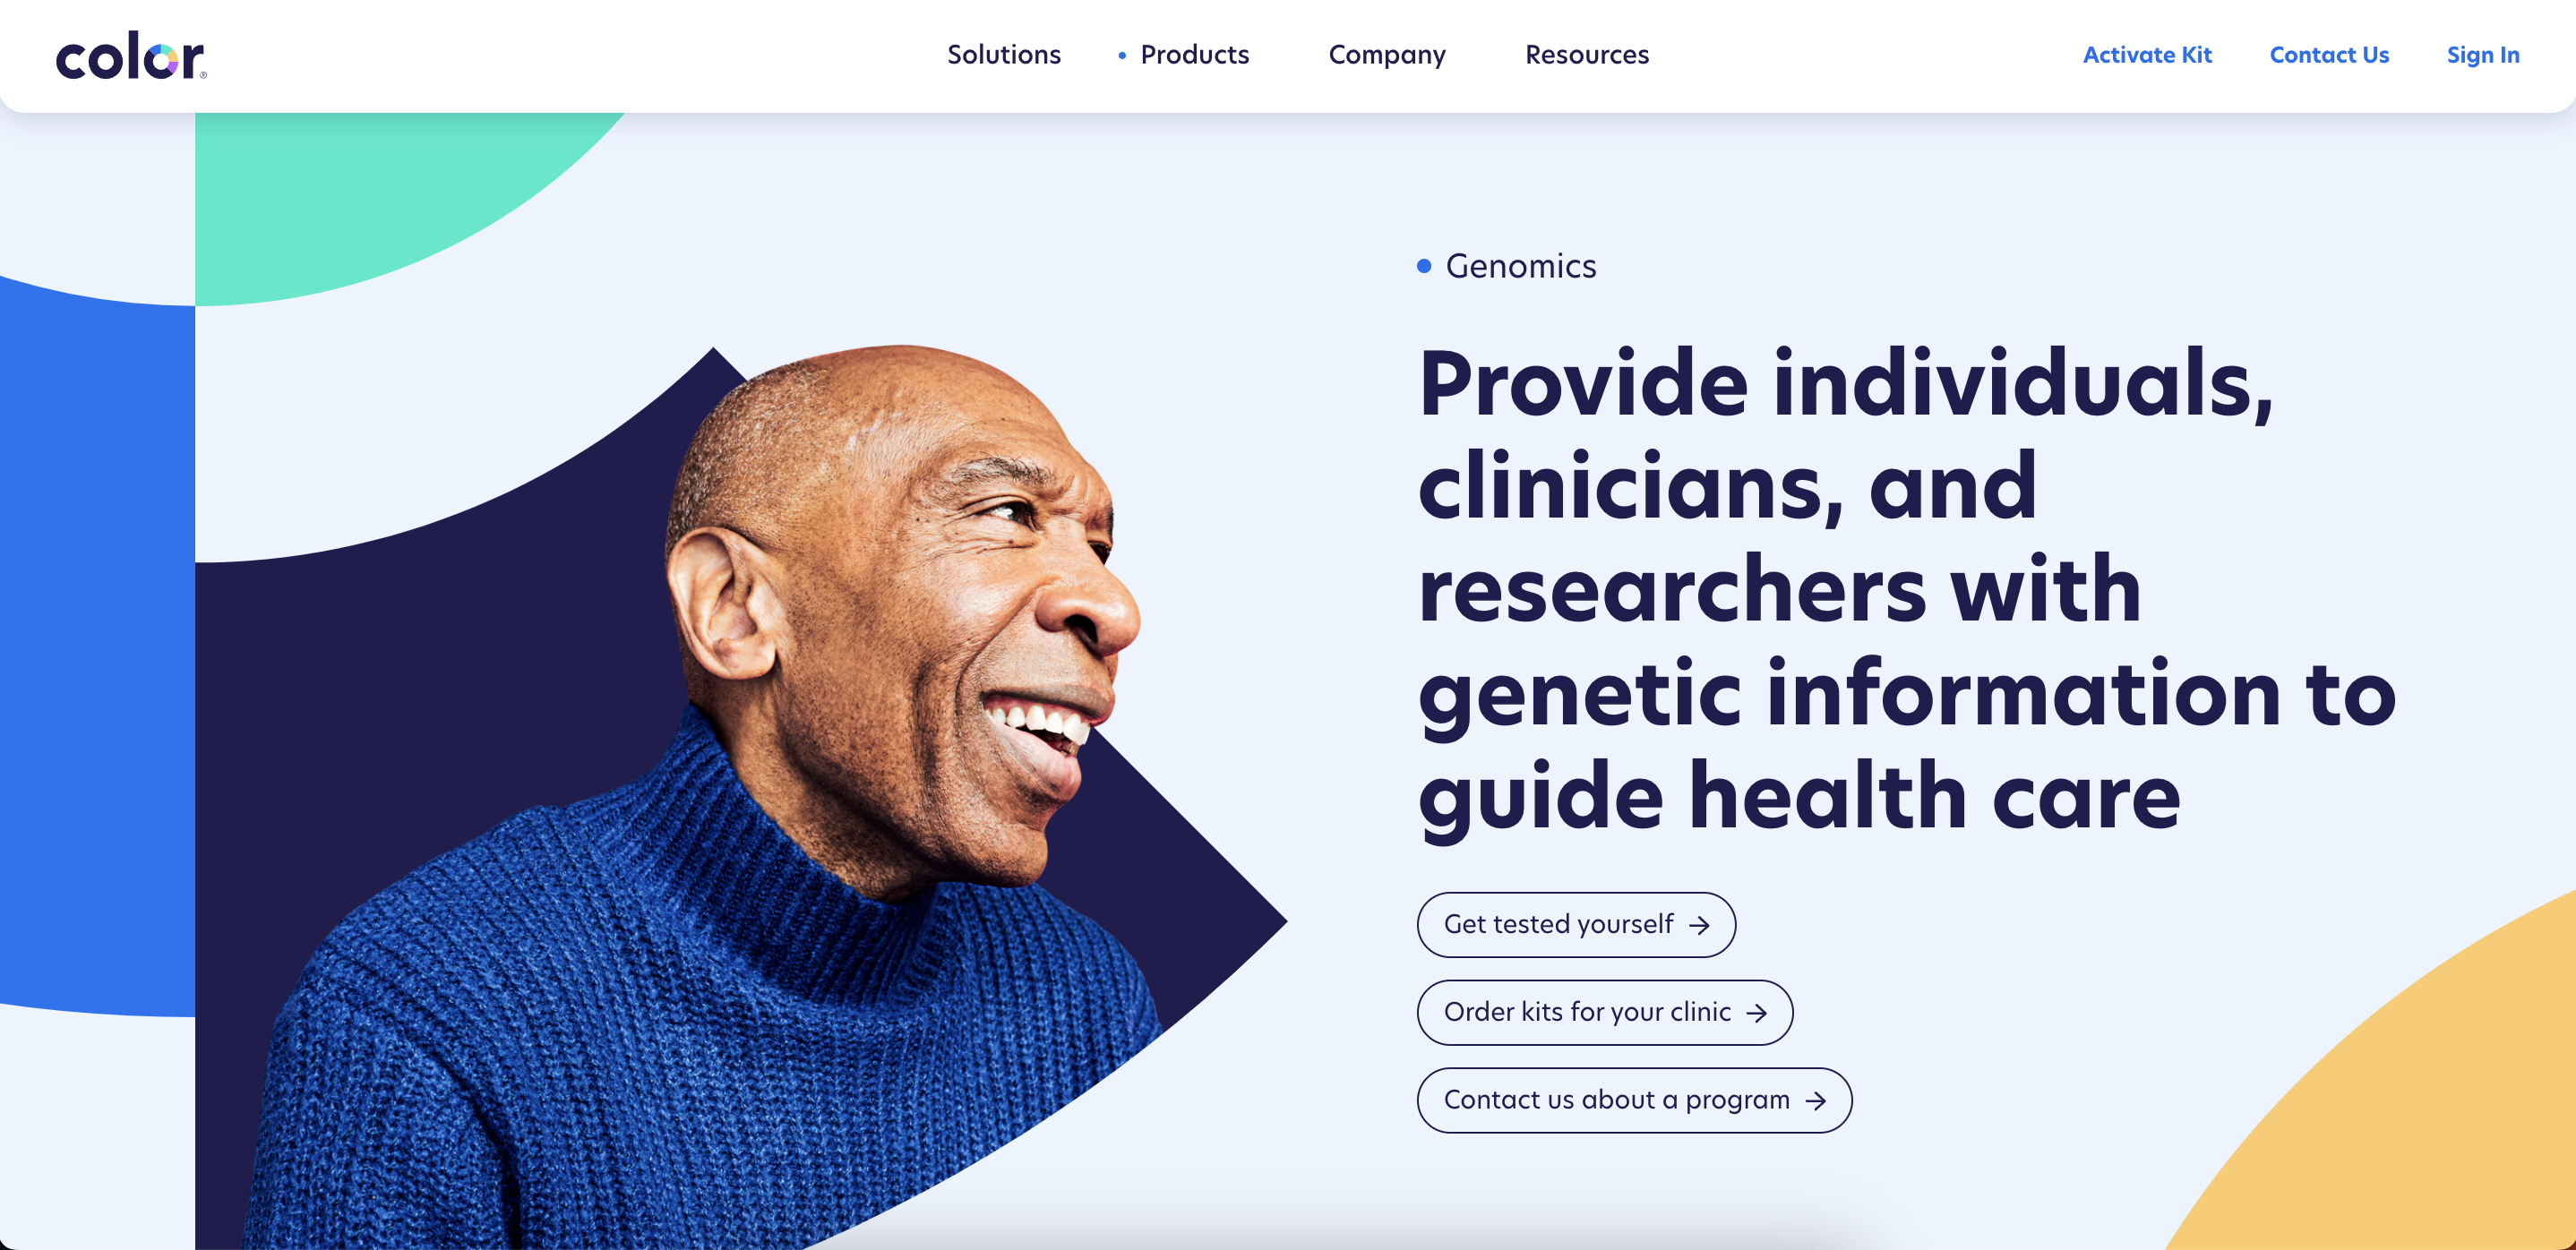 color®
Solutions
Products
Company
Resources
Activate Kit
Contact Us
Sign In
Genomics
Provide individuals,
clinicians, and
researchers with
genetic information to
guide health care
Get tested yourself →
Order kits for your clinic →
Contact us about a program →